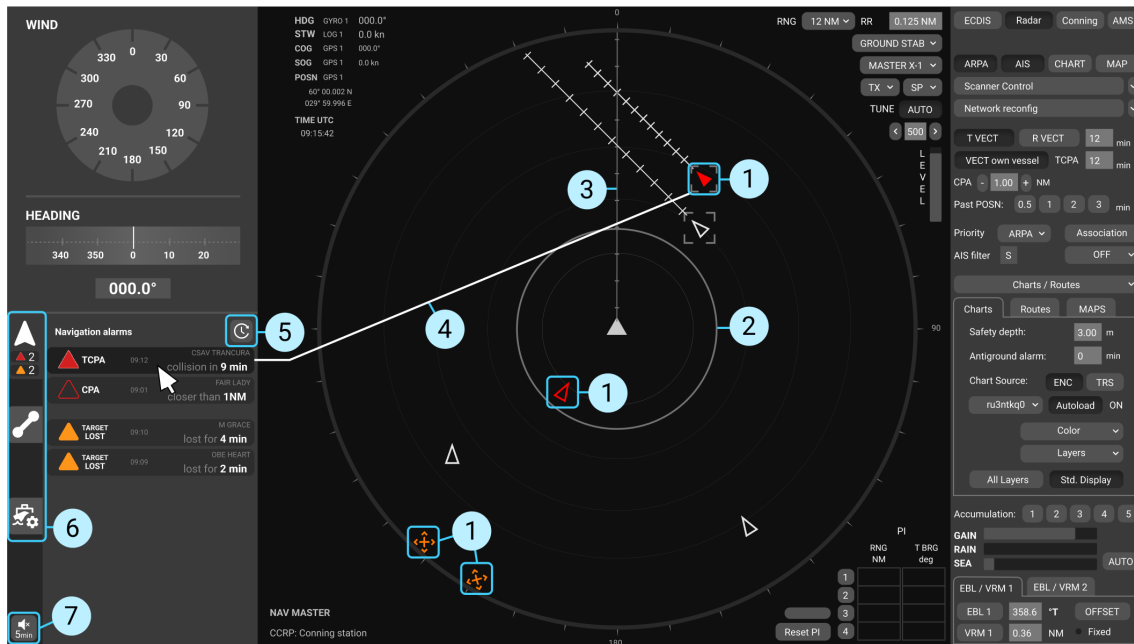 WIND
0
30
60
90
120
150
180
210
240
270
300
330
HEADING
340 350 0 10 20
000.0°
2
2
Navigation alarms
TCPA 09:12 CSAV TRANCURA
collision in 9 min
CPA 09:01 FAIR LADY
closer than 1NM
TARGET LOST 09:10 M GRACE
lost for 4 min
TARGET LOST 09:09 OBE HEART
lost for 2 min
5min
5
6
7
HDG GYRO 1 000.0°
STW LOG 1 0.0 kn
COG GPS 1 000.0°
SOG GPS 1 0.0 kn
POSN GPS 1
60° 00.002 N
029° 59.996 E
TIME UTC
09:15:42
0
90
180
1
3
2
4
1
1
NAV MASTER
CCRP: Conning station
RNG 12 NM RR 0.125 NM
GROUND STAB
MASTER X-1
TX SP
TUNE AUTO
< 500 >
LEVEL
PI
RNG NM T BRG deg
1
2
3
4
Reset PI
ECDIS Radar Conning AMS
ARPA AIS CHART MAP
Scanner Control
Network reconfig
T VECT R VECT 12 min
VECT own vessel TCPA 12 min
CPA - 1.00 + NM
Past POSN: 0.5 1 2 3 min
Priority ARPA Association
AIS filter S OFF
Charts / Routes
Charts Routes MAPS
Safety depth: 3.00 m
Antiground alarm: 0 min
Chart Source: ENC TRS
ru3ntkq0 Autoload ON
Color
Layers
All Layers Std. Display
Accumulation: 1 2 3 4 5
GAIN
RAIN
SEA AUTO
EBL / VRM 1 EBL / VRM 2
EBL 1 358.6 °T OFFSET
VRM 1 0.36 NM Fixed